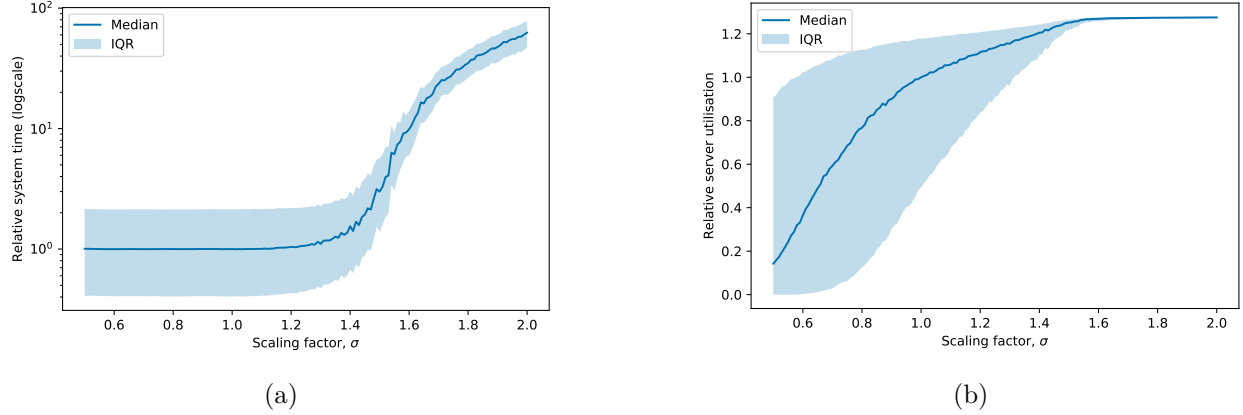 Median
IQR
10²
10¹
10⁰
Relative system time (logscale)
0.6 0.8 1.0 1.2 1.4 1.6 1.8 2.0
Scaling factor, σ
(a)
Median
IQR
1.2
1.0
0.8
0.6
0.4
0.2
0.0
Relative server utilisation
0.6 0.8 1.0 1.2 1.4 1.6 1.8 2.0
Scaling factor, σ
(b)